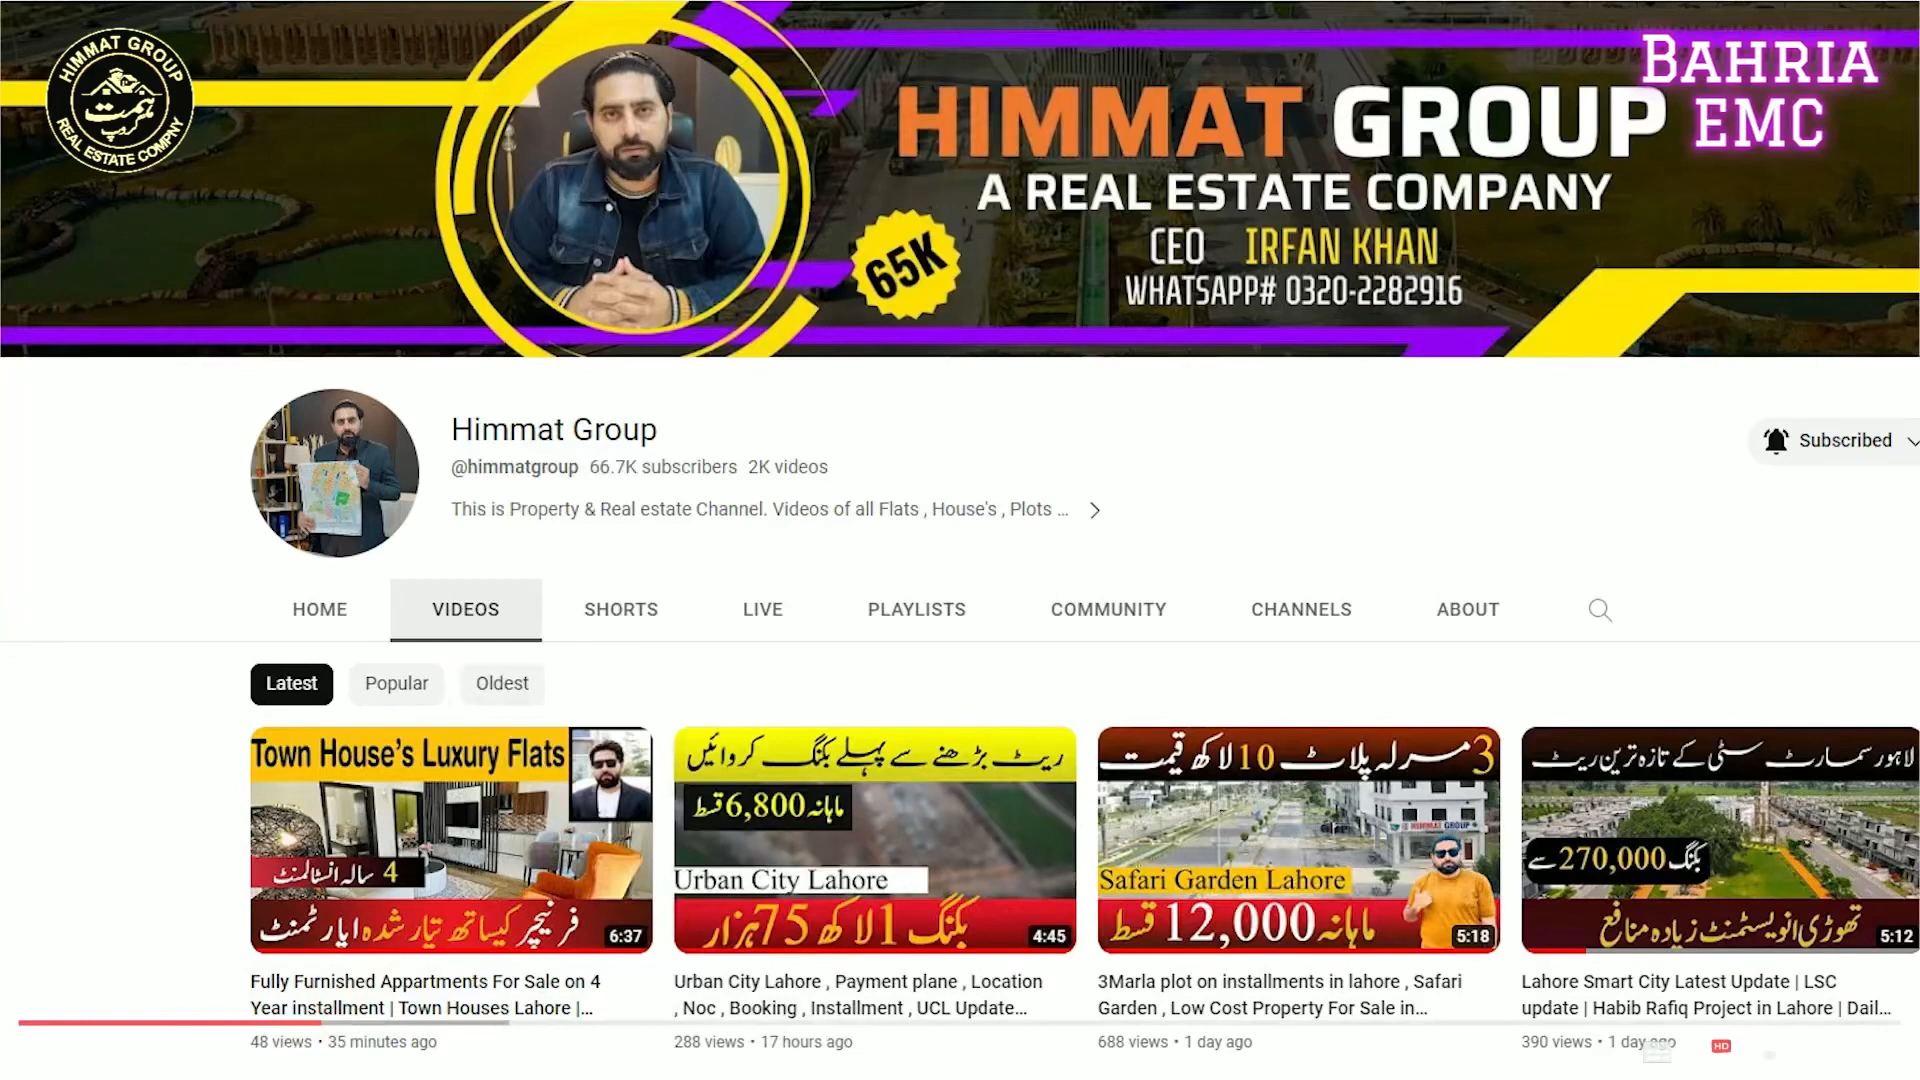 HIMMAT GROUP
ہمت گروپ
REAL ESTATE COMPNY
BAHRIA
EMC
HIMMAT GROUP
A REAL ESTATE COMPANY
65K
CEO IRFAN KHAN
WHATSAPP# 0320-2282916
Himmat Group
@himmatgroup 66.7K subscribers 2K videos
This is Property & Real estate Channel. Videos of all Flats , House's , Plots ...
Subscribed
HOME VIDEOS SHORTS LIVE PLAYLISTS COMMUNITY CHANNELS ABOUT
Latest Popular Oldest
Town House's Luxury Flats
4 سالہ انسٹالمنٹ
فرنیچر کیساتھ تیار شدہ اپارٹمنٹ
6:37
ریٹ بڑھنے سے پہلے بکنگ کروائیں
ماہانہ 6,800 قسط
Urban City Lahore
بکنگ 1 لاکھ 75 ہزار
4:45
3 مرلہ پلاٹ 10 لاکھ قیمت
HIMMAT GROUP
Safari Garden Lahore
ماہانہ 12,000 قسط
5:18
لاہور سمارٹ سٹی کے تازہ ترین ریٹ
بکنگ 270,000 سے
تھوڑی انویسٹمنٹ زیادہ منافع
5:12
Fully Furnished Appartments For Sale on 4
Year installment | Town Houses Lahore |...
48 views • 35 minutes ago
Urban City Lahore , Payment plane , Location
, Noc , Booking , Installment , UCL Update...
288 views • 17 hours ago
3Marla plot on installments in lahore , Safari
Garden , Low Cost Property For Sale in...
688 views • 1 day ago
Lahore Smart City Latest Update | LSC
update | Habib Rafiq Project in Lahore | Dail...
390 views • 1 day ago
HD